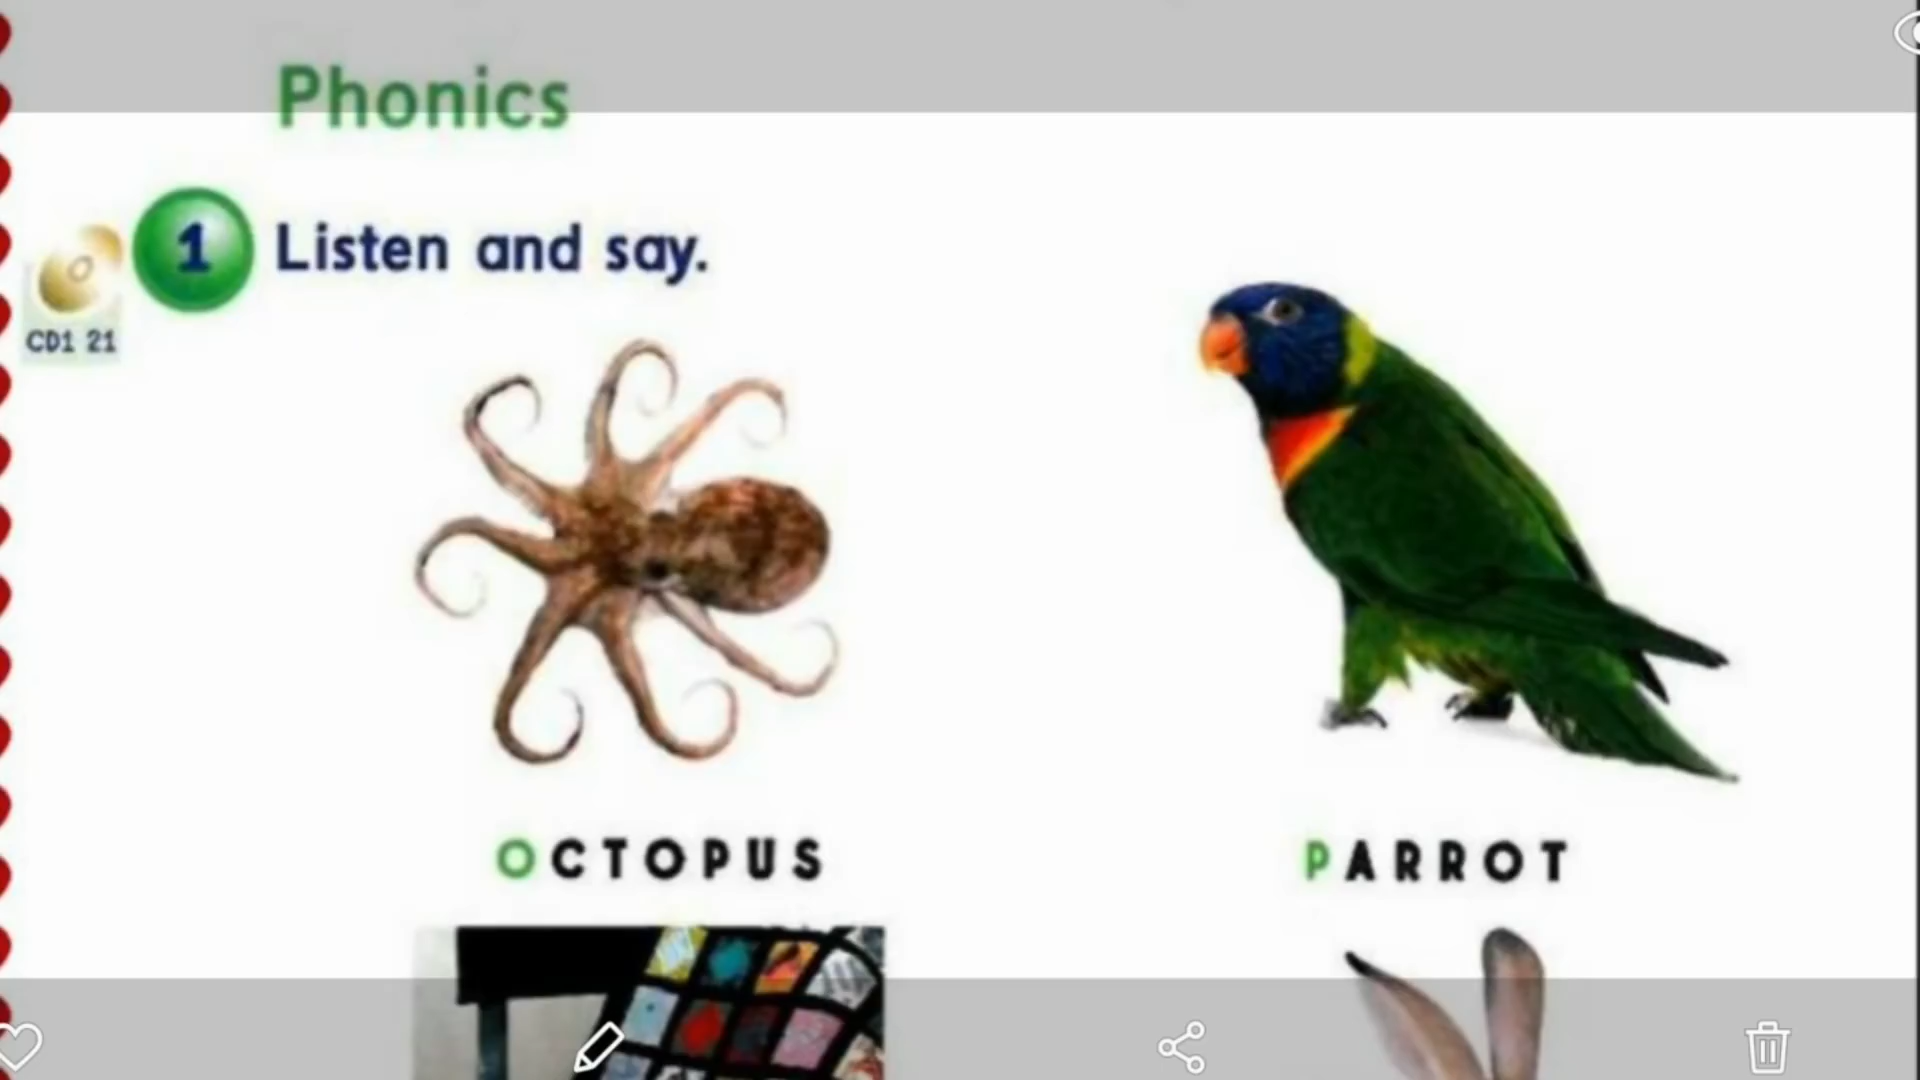 Phonics
1 Listen and say.
CD1 21
OCTOPUS
PARROT